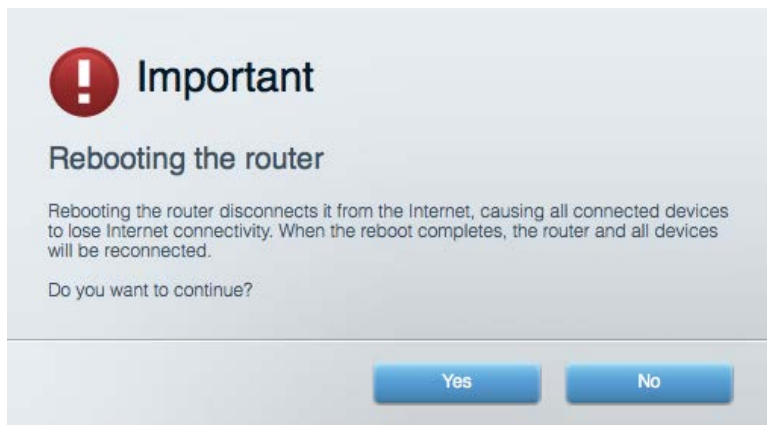 Important
Rebooting the router
Rebooting the router disconnects it from the Internet, causing all connected devices
to lose Internet connectivity. When the reboot completes, the router and all devices
will be reconnected.
Do you want to continue?
Yes No